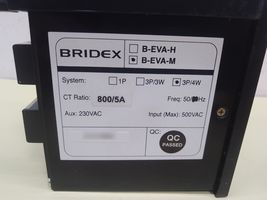 BRIDEX
B-EVA-H
B-EVA-M
System: 1P 3P/3W 3P/4W
CT Ratio: 800/5A Freq: 50/Hz
Aux: 230VAC Input (Max): 500VAC
QC:
QC
PASSED